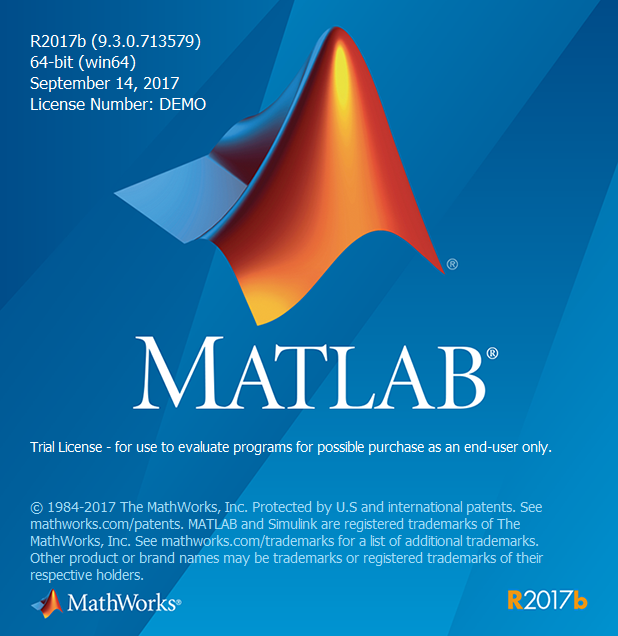 R2017b (9.3.0.713579)
64-bit (win64)
September 14, 2017
License Number: DEMO
®
MATLAB®
Trial License - for use to evaluate programs for possible purchase as an end-user only.
© 1984-2017 The MathWorks, Inc. Protected by U.S and international patents. See
mathworks.com/patents. MATLAB and Simulink are registered trademarks of The
MathWorks, Inc. See mathworks.com/trademarks for a list of additional trademarks.
Other product or brand names may be trademarks or registered trademarks of their
respective holders.
MathWorks®
R2017b